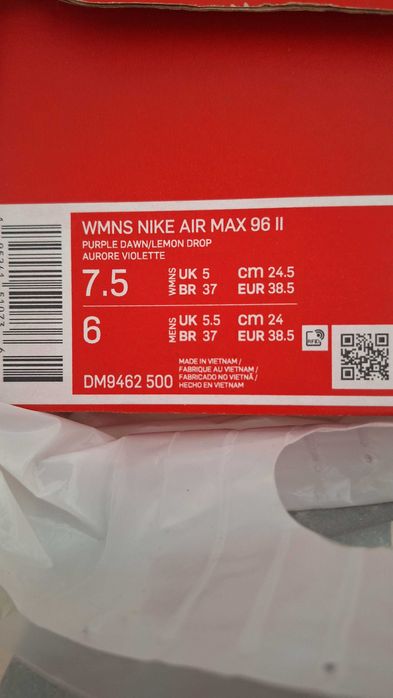 WMNS NIKE AIR MAX 96 II
PURPLE DAWN/LEMON DROP
AURORE VIOLETTE
7.5 WMNS UK 5 cm 24.5
BR 37 EUR 38.5
6 MENS UK 5.5 cm 24
BR 37 EUR 38.5
RFID
DM9462 500
MADE IN VIETNAM /
FABRIQUE AU VIETNAM /
FABRICADO NO VIETNÃ /
HECHO EN VIETNAM